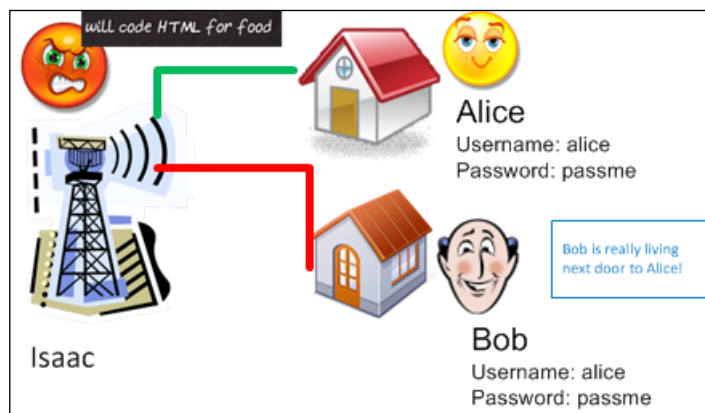 will code HTML for food
Alice
Username: alice
Password: passme
Bob is really living
next door to Alice!
Isaac
Bob
Username: alice
Password: passme